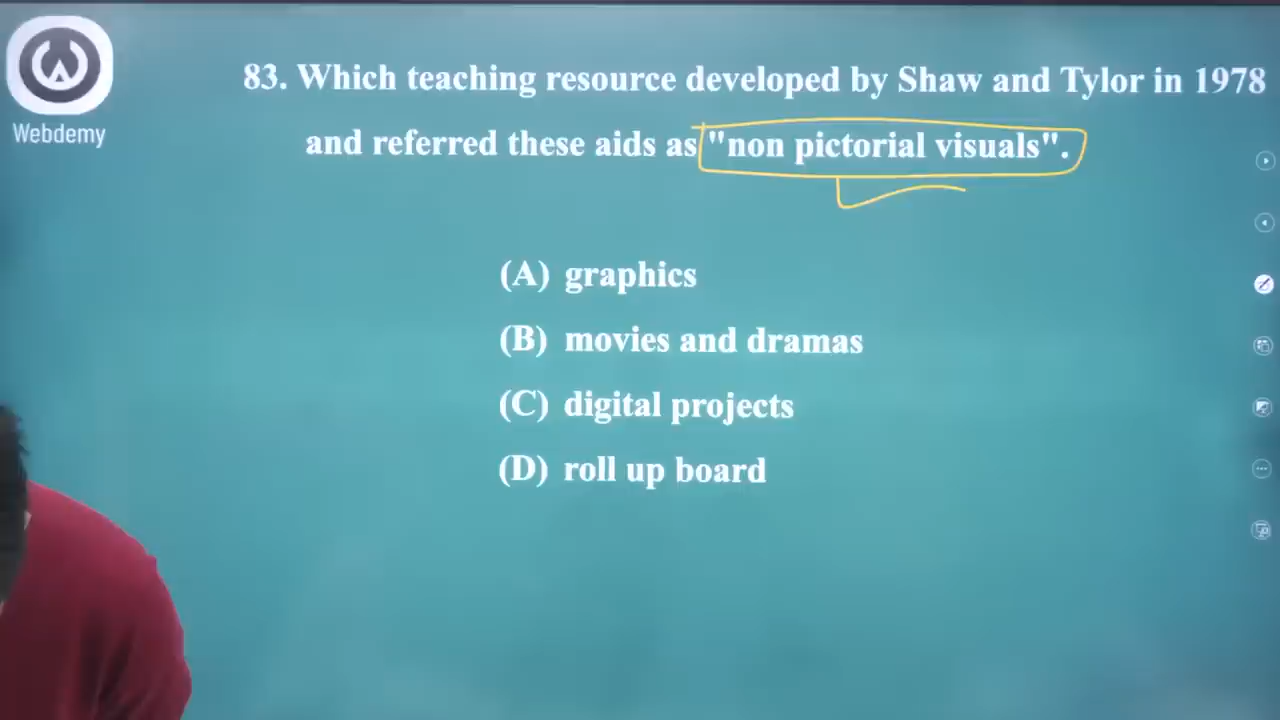 Webdemy
83. Which teaching resource developed by Shaw and Tylor in 1978
and referred these aids as "non pictorial visuals".
(A) graphics
(B) movies and dramas
(C) digital projects
(D) roll up board